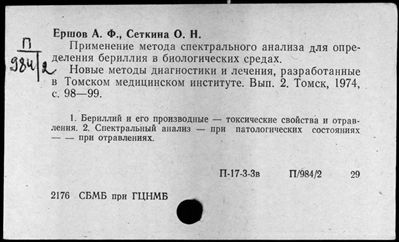 Ершов А. Ф., Сеткина О. Н.
П
984/2
Применение метода спектрального анализа для опре-
деления бериллия в биологических средах.
Новые методы диагностики и лечения, разработанные
в Томском медицинском институте. Вып. 2. Томск, 1974,
с. 98—99.
1. Бериллий и его производные — токсические свойства и отрав-
ления. 2. Спектральный анализ — при патологических состояниях
— — при отравлениях.
П-17-3-3в П/984/2 29
2176 СБМБ при ГЦНМБ